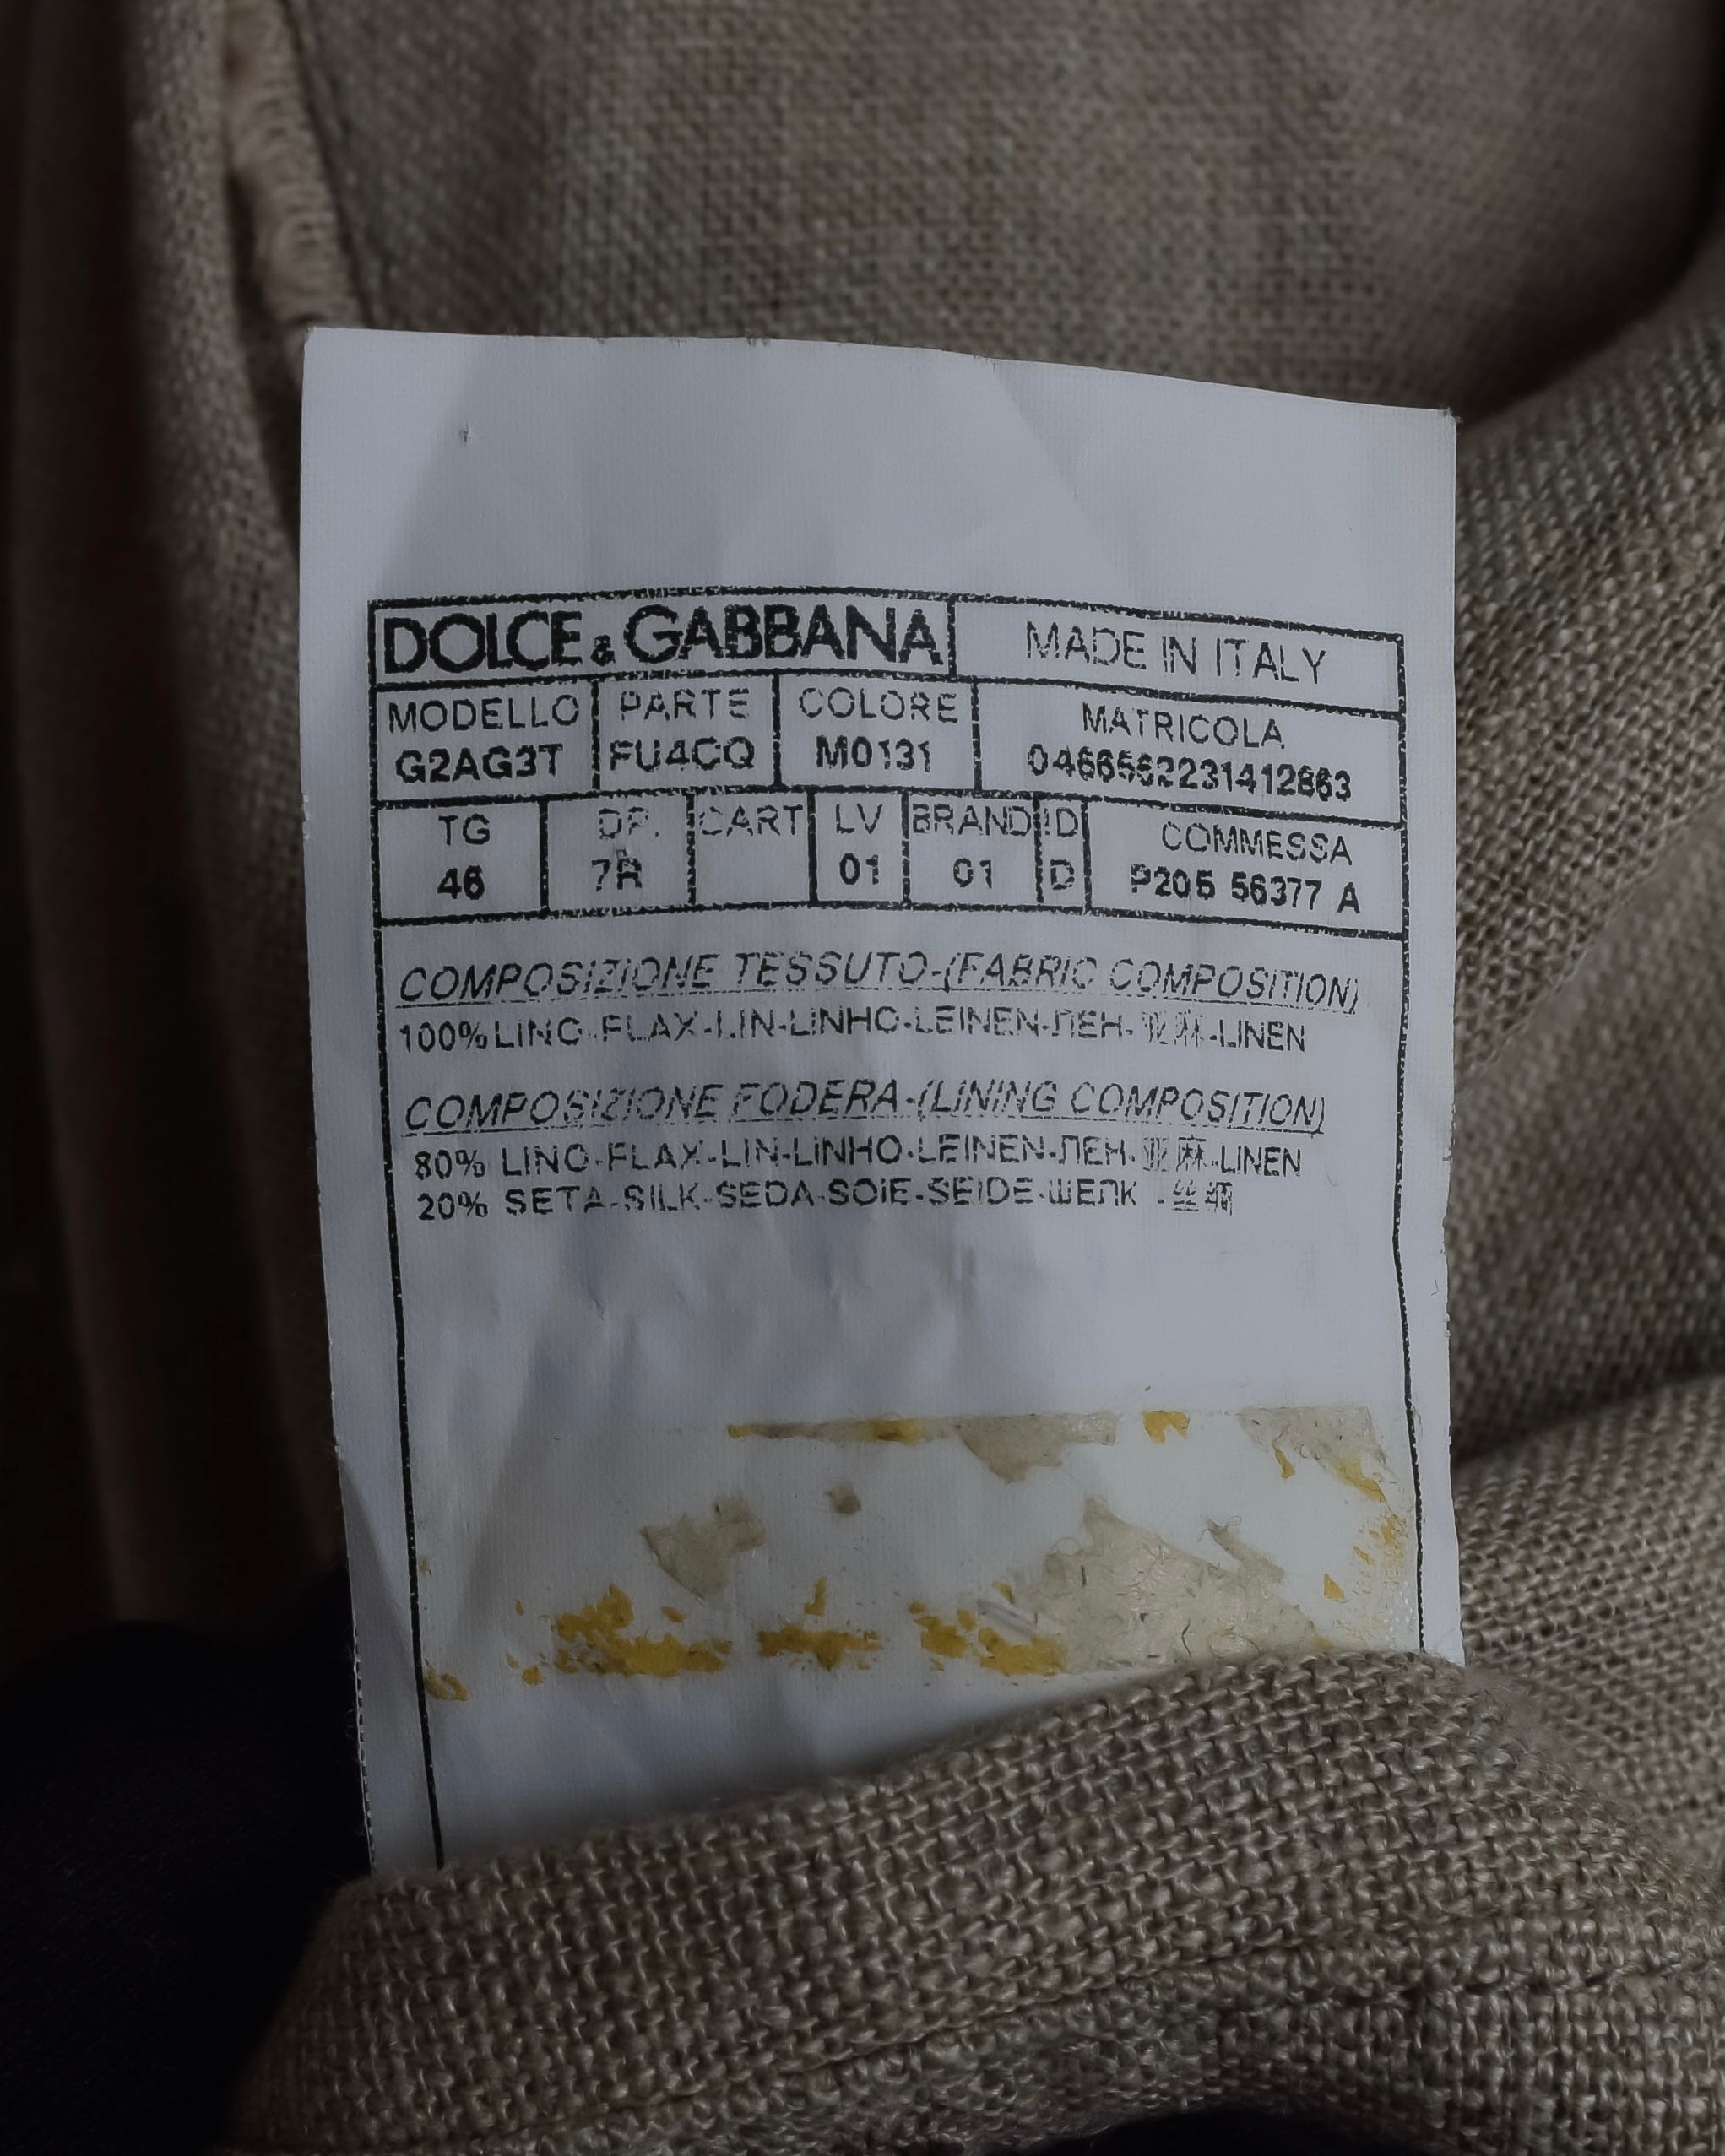 DOLCE & GABBANA MADE IN ITALY
MODELLO PARTE COLORE MATRICOLA
G2AG3T FU4CQ M0131 0466562231412863
TG DP. CART LV BRAND ID COMMESSA
46 7R 01 01 D P205 56377 A
COMPOSIZIONE TESSUTO-(FABRIC COMPOSITION)
100% LINO-FLAX-LIN-LINHO-LEINEN-ЛЕН-亚麻-LINEN
COMPOSIZIONE FODERA-(LINING COMPOSITION)
80% LINO-FLAX-LIN-LINHO-LEINEN-ЛЕН-亚麻-LINEN
20% SETA-SILK-SEDA-SOIE-SEIDE-ШЕЛК -丝绸